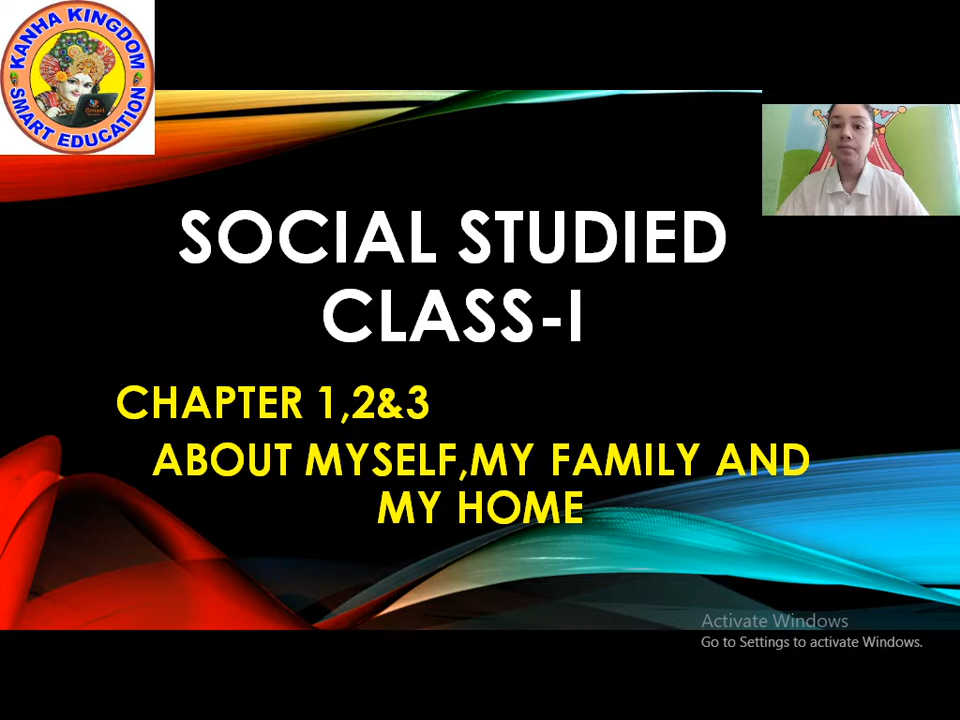 KANHA KINGDOM
SMART EDUCATION
SOCIAL STUDIED
CLASS-I
CHAPTER 1,2&3
ABOUT MYSELF,MY FAMILY AND
MY HOME
Activate Windows
Go to Settings to activate Windows.